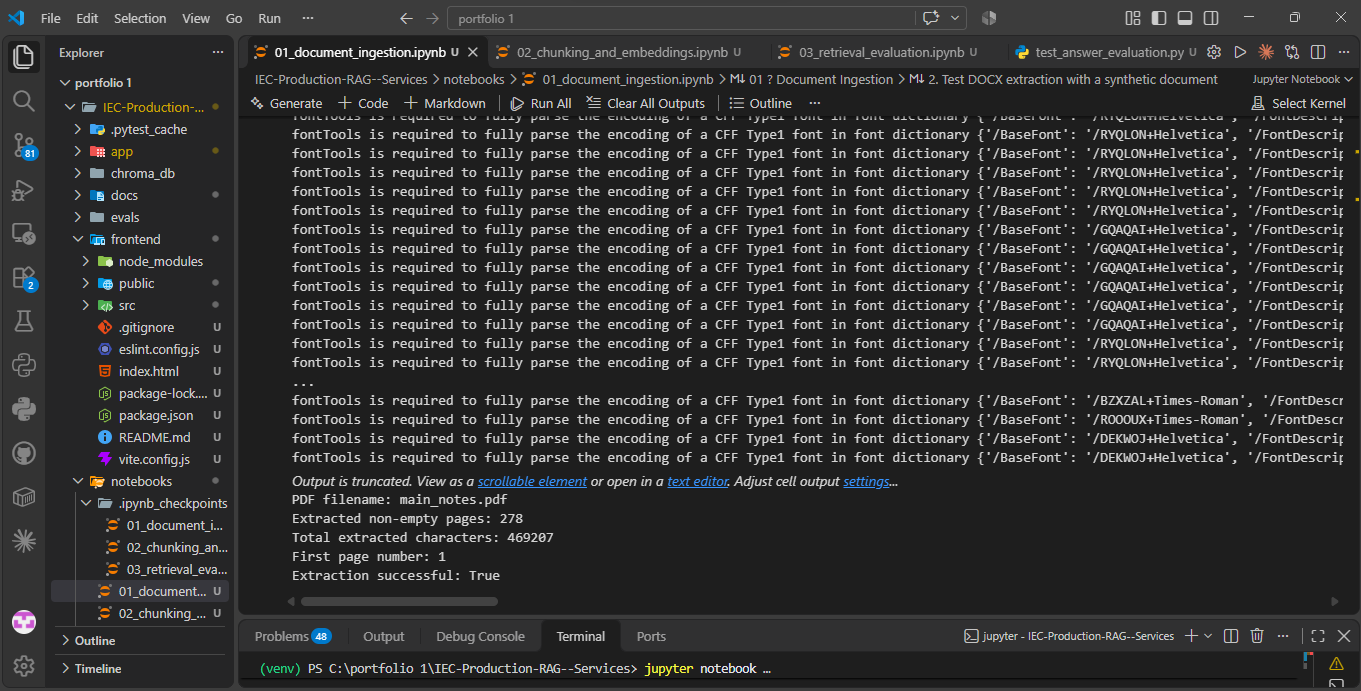 File Edit Selection View Go Run ··· portfolio 1
Explorer ···
portfolio 1
IEC-Production-...
.pytest_cache
app
chroma_db
docs
evals
frontend
node_modules
public
src
.gitignore U
eslint.config.js U
index.html U
package-lock.... U
package.json U
README.md U
vite.config.js U
notebooks
.ipynb_checkpoints
01_document_i...
02_chunking_an...
03_retrieval_eva...
01_document... U
02_chunking_... U
Outline
Timeline
81
2
01_document_ingestion.ipynb U 02_chunking_and_embeddings.ipynb U 03_retrieval_evaluation.ipynb U test_answer_evaluation.py U
IEC-Production-RAG--Services > notebooks > 01_document_ingestion.ipynb > M↓ 01 ? Document Ingestion > M↓ 2. Test DOCX extraction with a synthetic document Jupyter Notebook
Generate + Code + Markdown Run All Clear All Outputs Outline ··· Select Kernel
fontTools is required to fully parse the encoding of a CFF Type1 font in font dictionary {'/BaseFont': '/RYQLON+Helvetica', '/FontDescrip
fontTools is required to fully parse the encoding of a CFF Type1 font in font dictionary {'/BaseFont': '/RYQLON+Helvetica', '/FontDescrip
fontTools is required to fully parse the encoding of a CFF Type1 font in font dictionary {'/BaseFont': '/RYQLON+Helvetica', '/FontDescrip
fontTools is required to fully parse the encoding of a CFF Type1 font in font dictionary {'/BaseFont': '/RYQLON+Helvetica', '/FontDescrip
fontTools is required to fully parse the encoding of a CFF Type1 font in font dictionary {'/BaseFont': '/RYQLON+Helvetica', '/FontDescrip
fontTools is required to fully parse the encoding of a CFF Type1 font in font dictionary {'/BaseFont': '/RYQLON+Helvetica', '/FontDescrip
fontTools is required to fully parse the encoding of a CFF Type1 font in font dictionary {'/BaseFont': '/GQAQAI+Helvetica', '/FontDescrip
fontTools is required to fully parse the encoding of a CFF Type1 font in font dictionary {'/BaseFont': '/GQAQAI+Helvetica', '/FontDescrip
fontTools is required to fully parse the encoding of a CFF Type1 font in font dictionary {'/BaseFont': '/GQAQAI+Helvetica', '/FontDescrip
fontTools is required to fully parse the encoding of a CFF Type1 font in font dictionary {'/BaseFont': '/GQAQAI+Helvetica', '/FontDescrip
fontTools is required to fully parse the encoding of a CFF Type1 font in font dictionary {'/BaseFont': '/GQAQAI+Helvetica', '/FontDescrip
fontTools is required to fully parse the encoding of a CFF Type1 font in font dictionary {'/BaseFont': '/GQAQAI+Helvetica', '/FontDescrip
fontTools is required to fully parse the encoding of a CFF Type1 font in font dictionary {'/BaseFont': '/RYQLON+Helvetica', '/FontDescrip
fontTools is required to fully parse the encoding of a CFF Type1 font in font dictionary {'/BaseFont': '/RYQLON+Helvetica', '/FontDescrip
...
fontTools is required to fully parse the encoding of a CFF Type1 font in font dictionary {'/BaseFont': '/BZXZAL+Times-Roman', '/FontDescr
fontTools is required to fully parse the encoding of a CFF Type1 font in font dictionary {'/BaseFont': '/ROOOUX+Times-Roman', '/FontDescr
fontTools is required to fully parse the encoding of a CFF Type1 font in font dictionary {'/BaseFont': '/DEKWOJ+Helvetica', '/FontDescrip
fontTools is required to fully parse the encoding of a CFF Type1 font in font dictionary {'/BaseFont': '/DEKWOJ+Helvetica', '/FontDescrip
Output is truncated. View as a scrollable element or open in a text editor. Adjust cell output settings...
PDF filename: main_notes.pdf
Extracted non-empty pages: 278
Total extracted characters: 469207
First page number: 1
Extraction successful: True
Problems 48 Output Debug Console Terminal Ports jupyter - IEC-Production-RAG--Services
(venv) PS C:\portfolio 1\IEC-Production-RAG--Services> jupyter notebook …